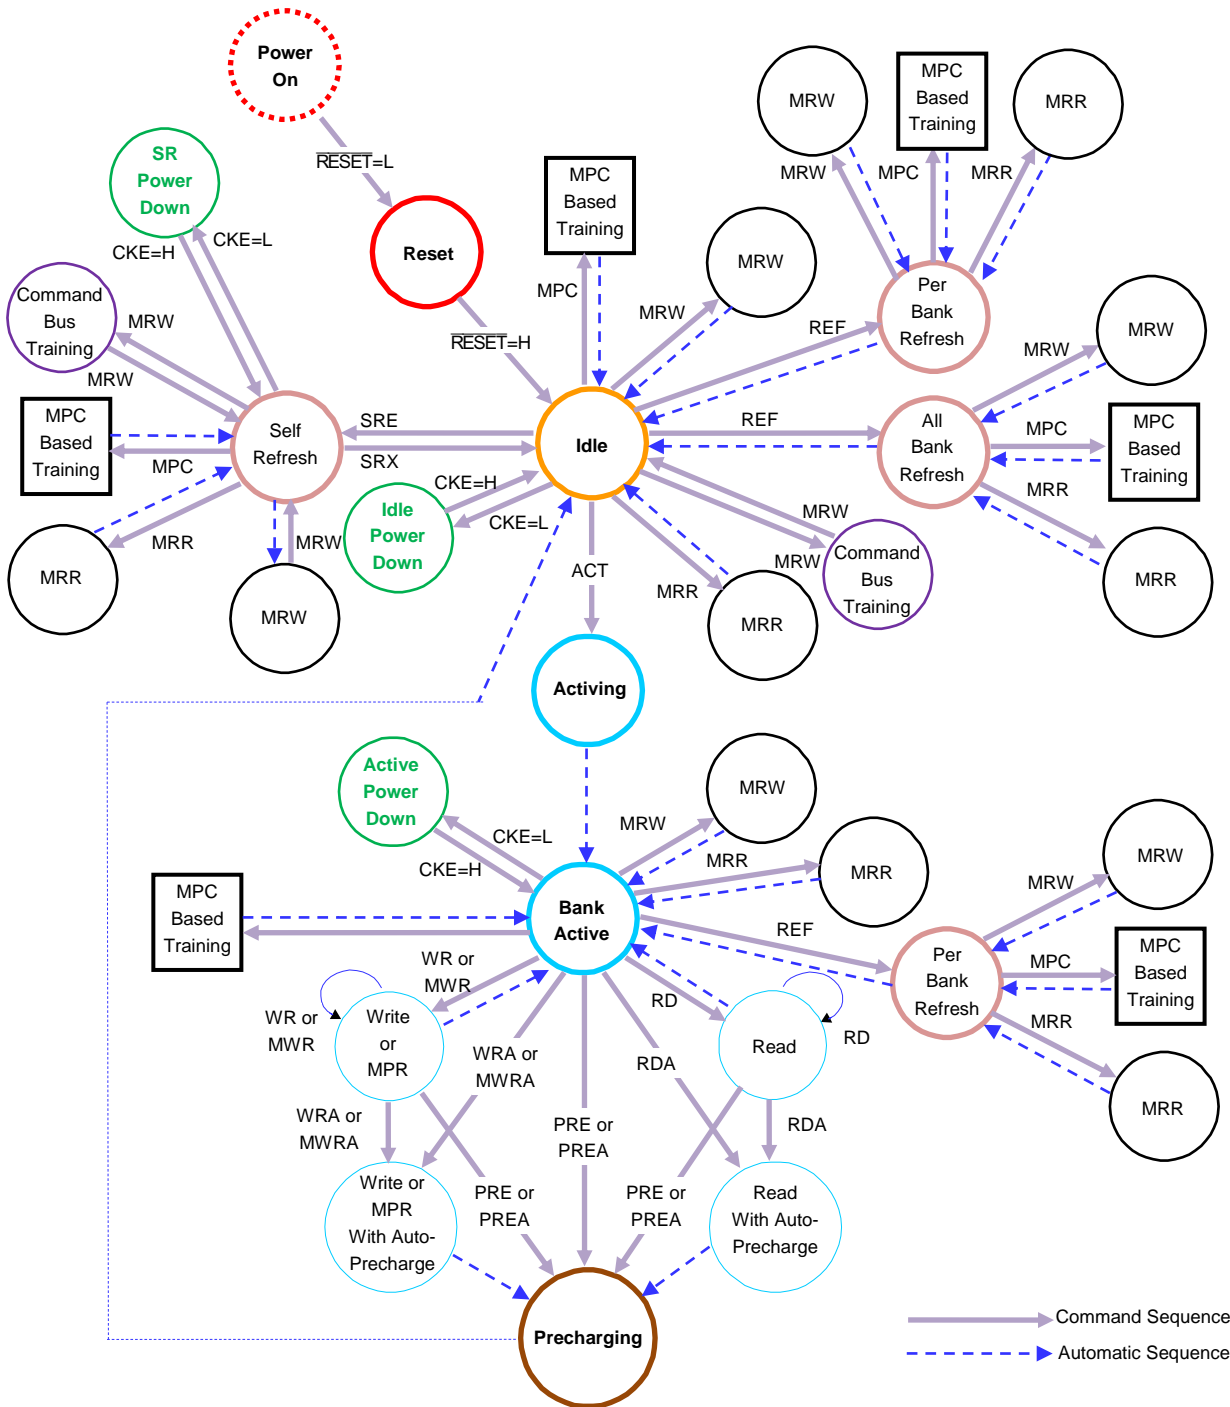 Power
On
RESET=L
SR
Power
Down
CKE=H
CKE=L
Reset
RESET=H
MPC
Based
Training
MPC
MRW
MRW
MRW
MRW
MPC
Based
Training
MPC
MRR
MRR
Per
Bank
Refresh
REF
Command
Bus
Training
MRW
MRW
MPC
Based
Training
MPC
Self
Refresh
SRE
SRX
Idle
REF
All
Bank
Refresh
MRW
MRW
MPC
MPC
Based
Training
MRR
MRR
MRR
MRR
MRW
MRW
Idle
Power
Down
CKE=H
CKE=L
ACT
MRR
MRR
MRW
MRW
Command
Bus
Training
Activing
Active
Power
Down
CKE=L
CKE=H
MRW
MRW
MRR
MRR
MPC
Based
Training
Bank
Active
REF
Per
Bank
Refresh
MRW
MRW
MPC
MPC
Based
Training
MRR
MRR
WR or
MWR
WR or
MWR
Write
or
MPR
WRA or
MWRA
RD
RDA
Read
RD
WRA or
MWRA
PRE or
PREA
RDA
Write or
MPR
With Auto-
Precharge
PRE or
PREA
PRE or
PREA
Read
With Auto-
Precharge
Precharging
Command Sequence
Automatic Sequence